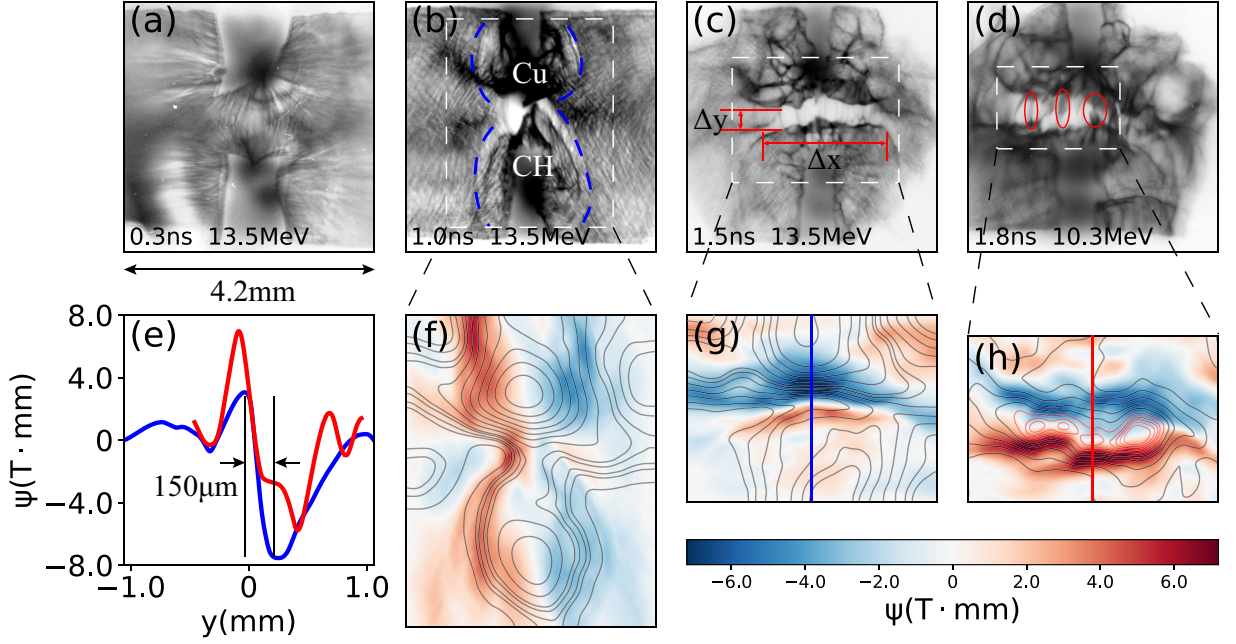 (a)
0.3ns 13.5MeV
(b)
Cu
CH
1.0ns 13.5MeV
(c)
Δy
Δx
1.5ns 13.5MeV
(d)
1.8ns 10.3MeV
4.2mm
(e)
8.0
4.0
0
−4.0
−8.0
ψ(T · mm)
150μm
−1.0 0 1.0
y(mm)
(f)
(g)
(h)
−6.0 −4.0 −2.0 0 2.0 4.0 6.0
ψ(T · mm)